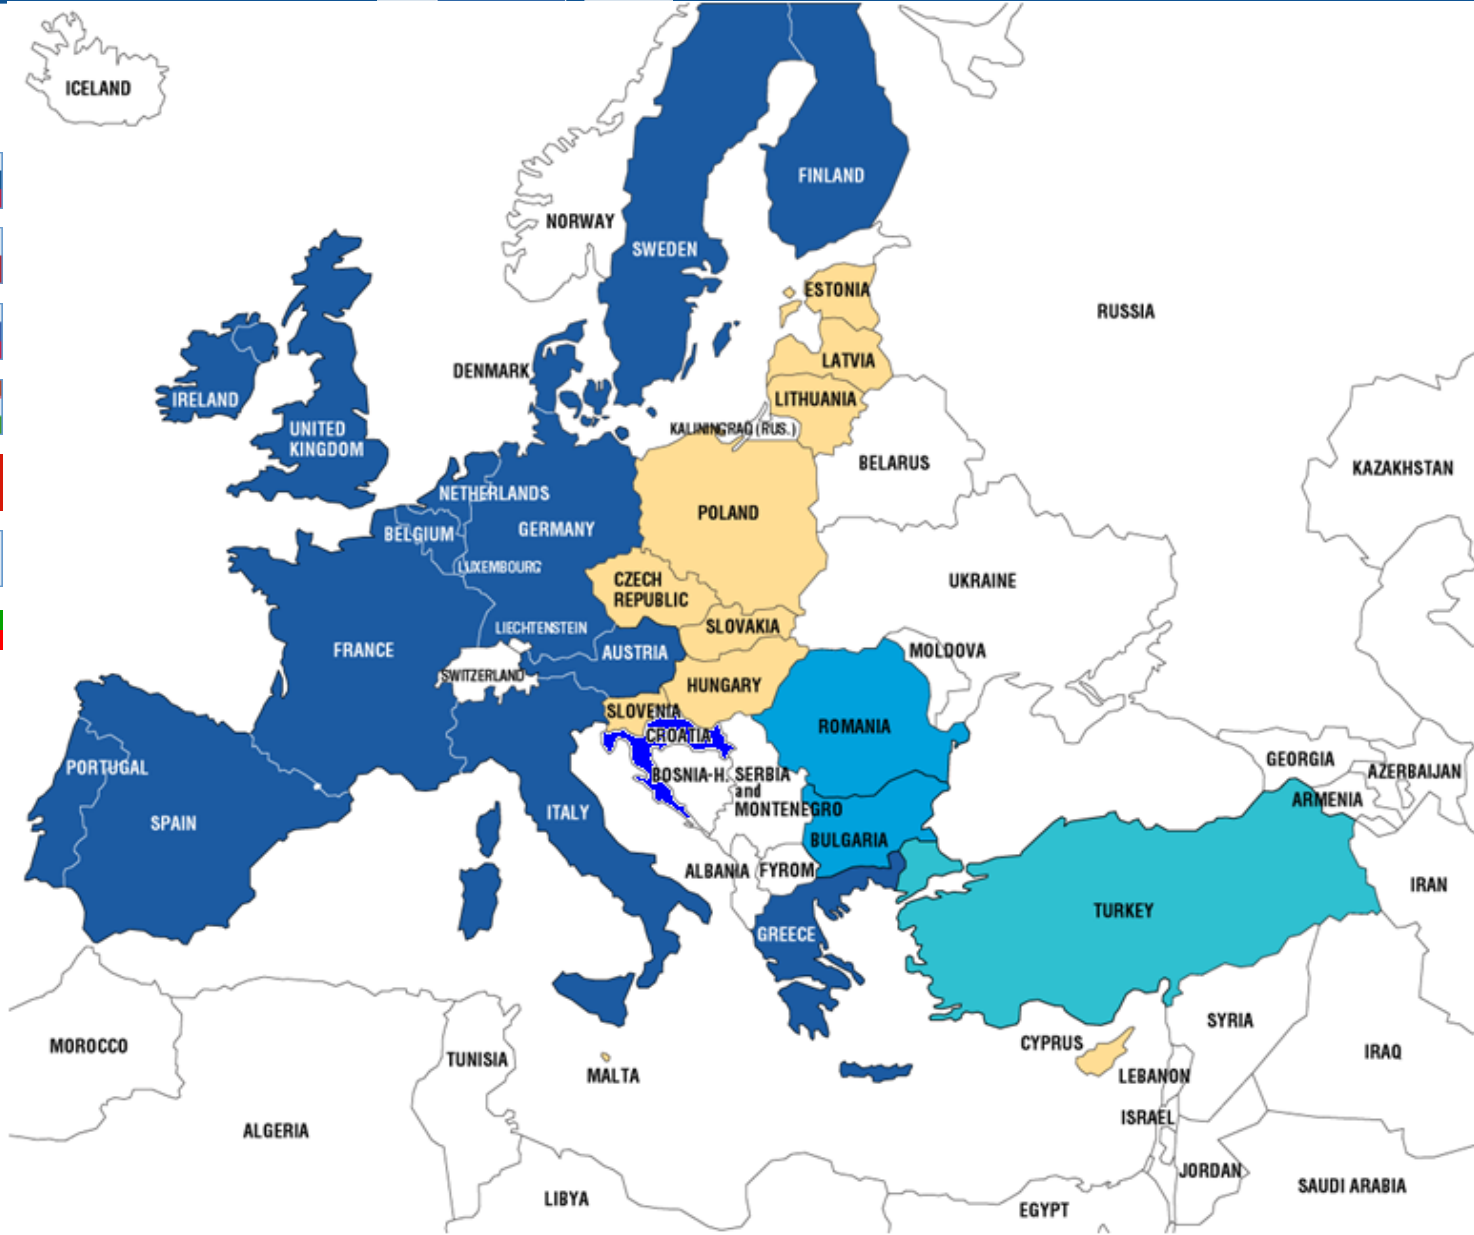 ICELAND
FINLAND
NORWAY
SWEDEN
ESTONIA
RUSSIA
LATVIA
DENMARK
LITHUANIA
IRELAND
KALININGRAD (RUS.)
UNITED
KINGDOM
BELARUS
KAZAKHSTAN
NETHERLANDS
POLAND
GERMANY
BELGIUM
LUXEMBOURG
CZECH
REPUBLIC
UKRAINE
SLOVAKIA
LIECHTENSTEIN
FRANCE
AUSTRIA
MOLDOVA
SWITZERLAND
HUNGARY
SLOVENIA
ROMANIA
CROATIA
GEORGIA
PORTUGAL
AZERBAIJAN
BOSNIA-H.
SERBIA
and
MONTENEGRO
ARMENIA
ITALY
SPAIN
BULGARIA
ALBANIA
FYROM
IRAN
TURKEY
GREECE
SYRIA
CYPRUS
MOROCCO
IRAQ
TUNISIA
MALTA
LEBANON
ISRAEL
ALGERIA
JORDAN
SAUDI ARABIA
LIBYA
EGYPT